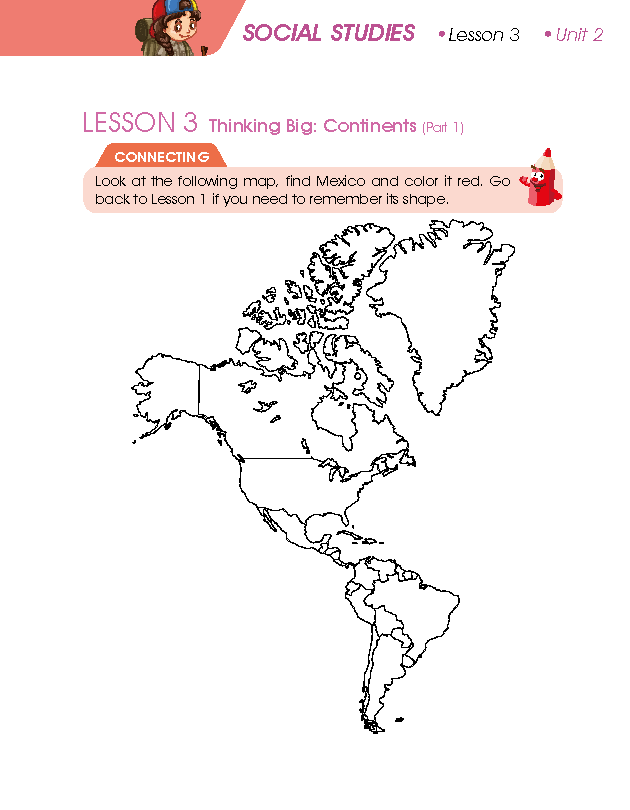 SOCIAL STUDIES • Lesson 3 • Unit 2
LESSON 3 Thinking Big: Continents (Part 1)
CONNECTING
Look at the following map, find Mexico and color it red. Go
back to Lesson 1 if you need to remember its shape.